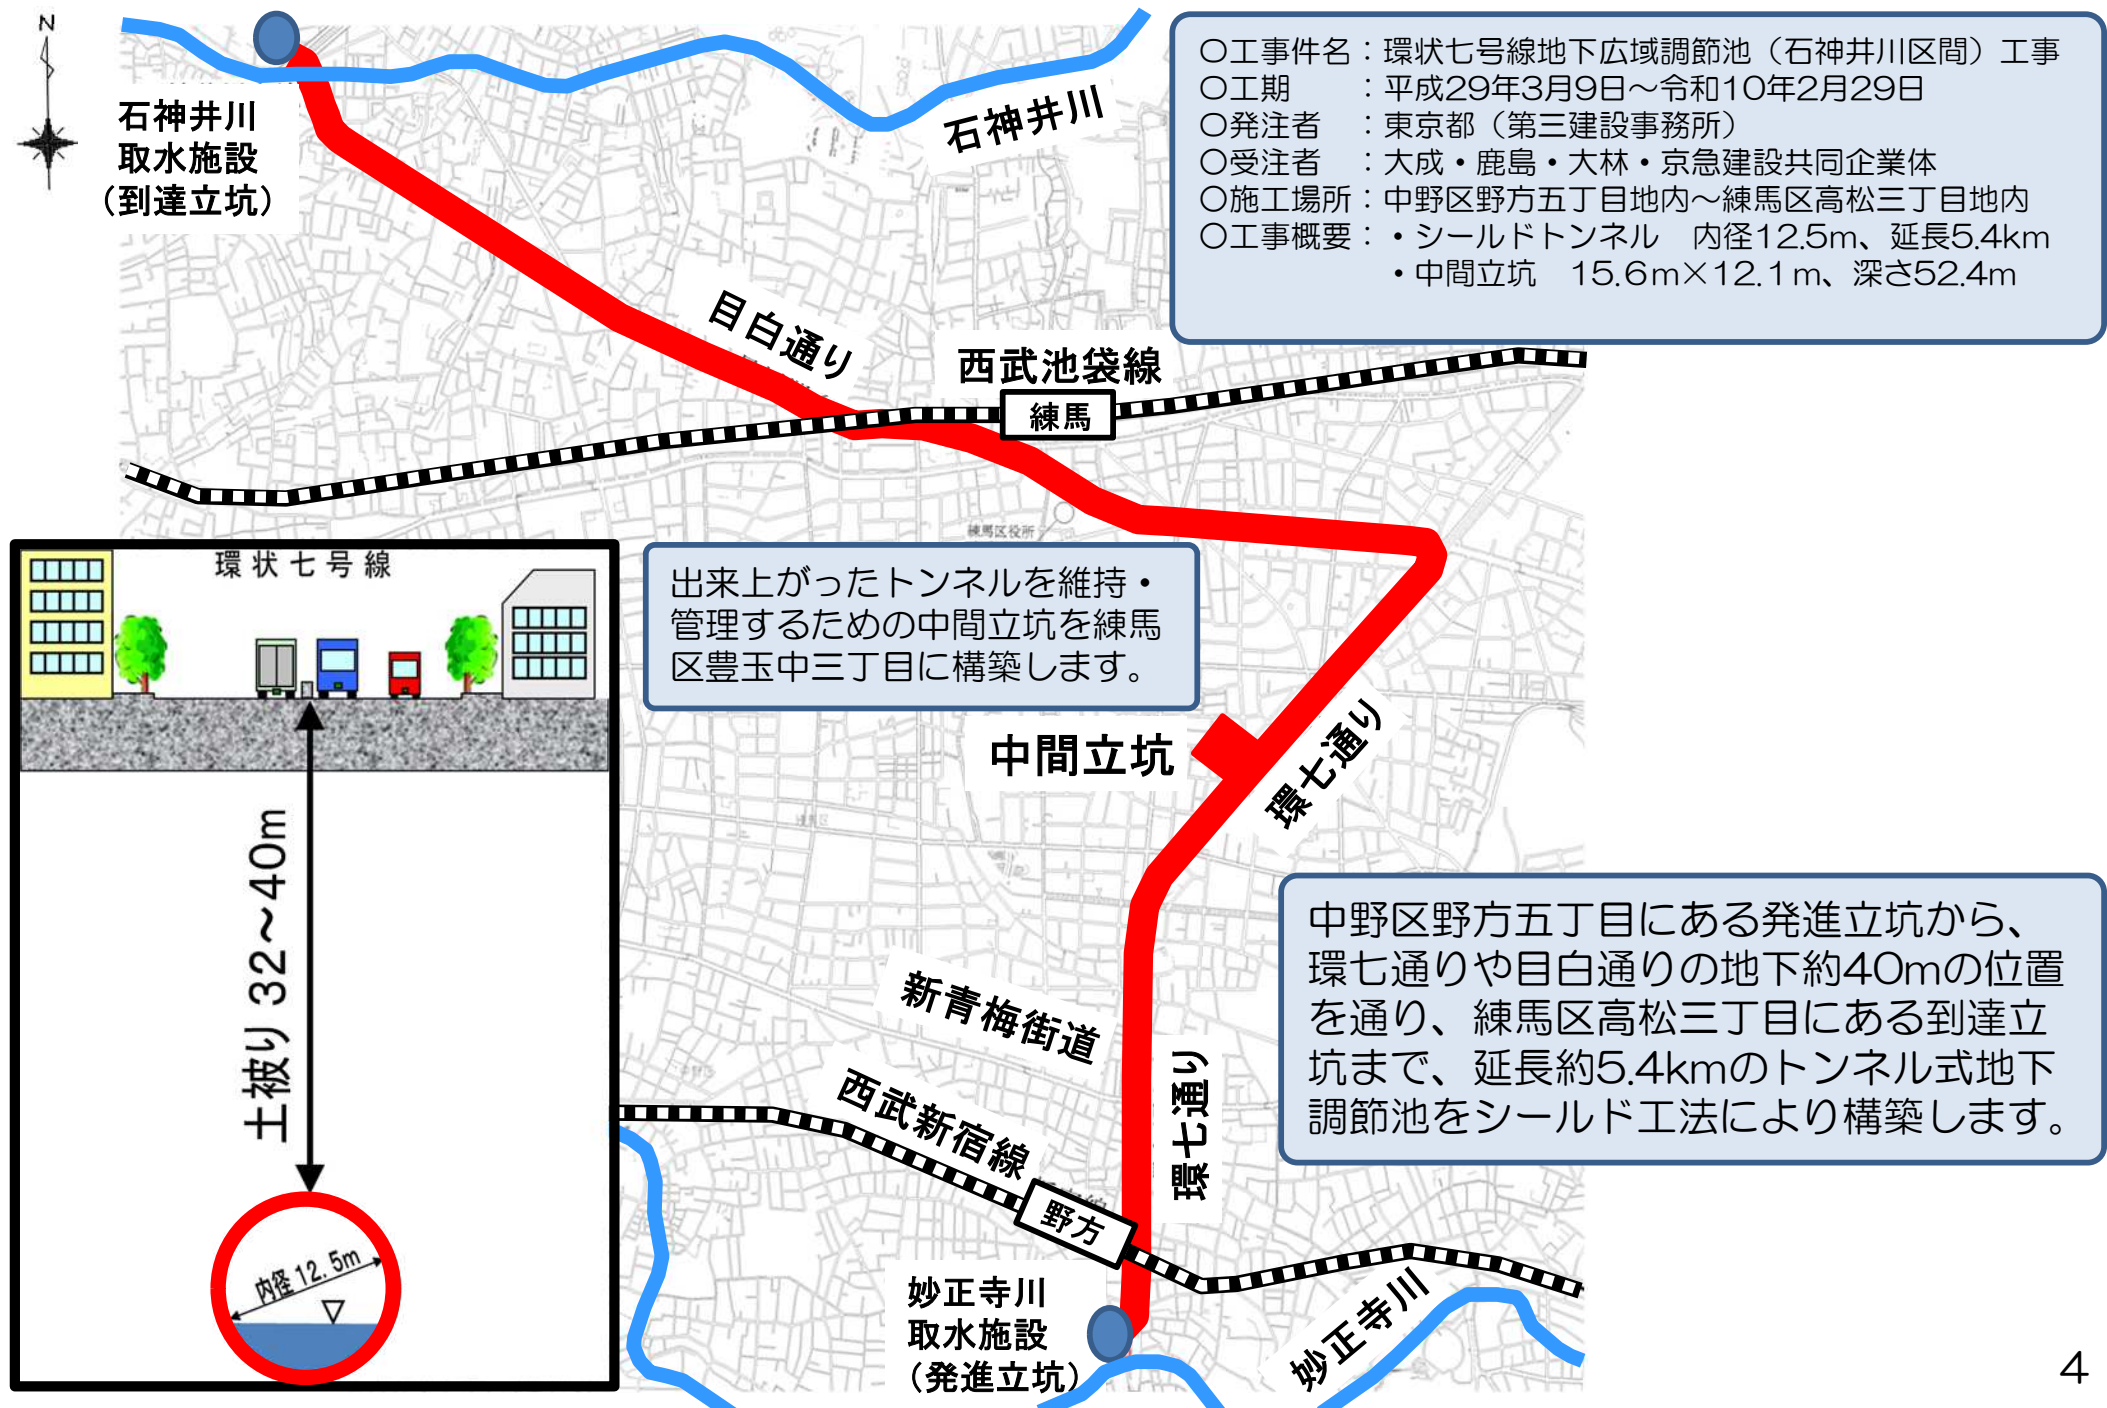 N
石神井川
取水施設
（到達立坑）
石神井川
〇工事件名：環状七号線地下広域調節池（石神井川区間）工事
〇工期　　：平成29年3月9日～令和10年2月29日
〇発注者　：東京都（第三建設事務所）
〇受注者　：大成・鹿島・大林・京急建設共同企業体
〇施工場所：中野区野方五丁目地内～練馬区高松三丁目地内
〇工事概要：・シールドトンネル　内径12.5m、延長5.4km
・中間立坑　15.6m×12.1m、深さ52.4m
目白通り
西武池袋線
練馬
練馬区役所
環状七号線
出来上がったトンネルを維持・
管理するための中間立坑を練馬
区豊玉中三丁目に構築します。
中間立坑
環七通り
土被り 32～40m
内径 12.5m
中野区野方五丁目にある発進立坑から、
環七通りや目白通りの地下約40mの位置
を通り、練馬区高松三丁目にある到達立
坑まで、延長約5.4kmのトンネル式地下
調節池をシールド工法により構築します。
新青梅街道
西武新宿線
環七通り
野方
妙正寺川
取水施設
（発進立坑）
妙正寺川
4